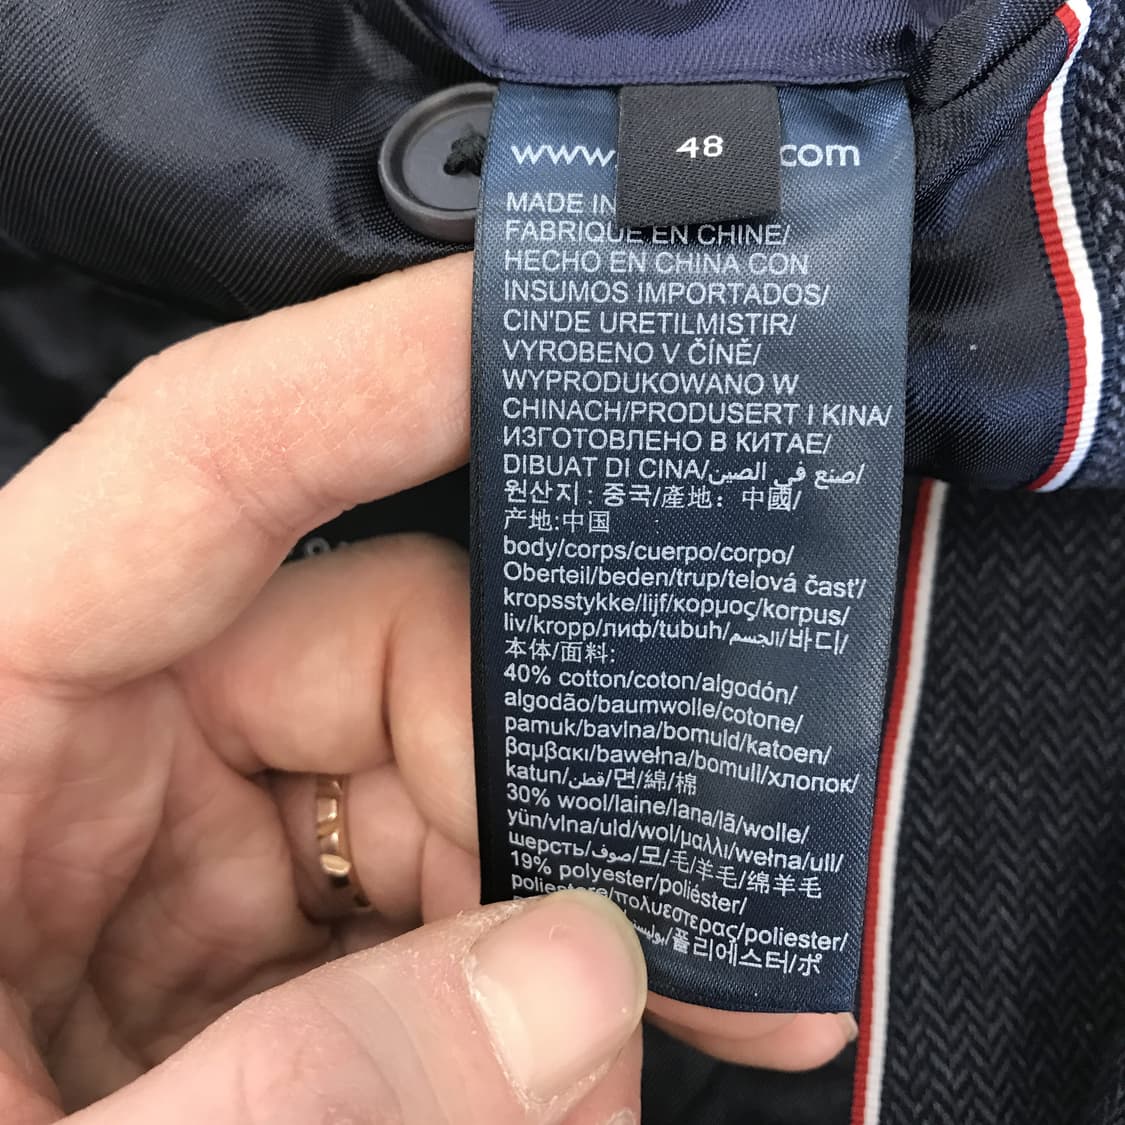 48
www. com
MADE IN
FABRIQUE EN CHINE/
HECHO EN CHINA CON
INSUMOS IMPORTADOS/
CIN'DE URETILMISTIR/
VYROBENO V ČÍNĚ/
WYPRODUKOWANO W
CHINACH/PRODUSERT I KINA/
ИЗГОТОВЛЕНО В КИТАЕ/
DIBUAT DI CINA/صنع في الصين/
원산지 : 중국/產地: 中國/
产地:中国
body/corps/cuerpo/corpo/
Oberteil/beden/trup/telová časť/
kropsstykke/lijf/κορμος/korpus/
liv/kropp/лиф/tubuh/الجسم/바디/
本体/面料:
40% cotton/coton/algodón/
algodão/baumwolle/cotone/
pamuk/bavlna/bomuld/katoen/
βαμβακι/bawełna/bomull/хлопок/
katun/قطن/면/綿/棉
30% wool/laine/lana/lã/wolle/
yün/vlna/uld/wol/μαλλι/wełna/ull/
шерсть/صوف/모/毛/羊毛/绵羊毛
19% polyester/poliéster/
poliestere/πολυεστερας/poliester/
폴리에스터/ポ